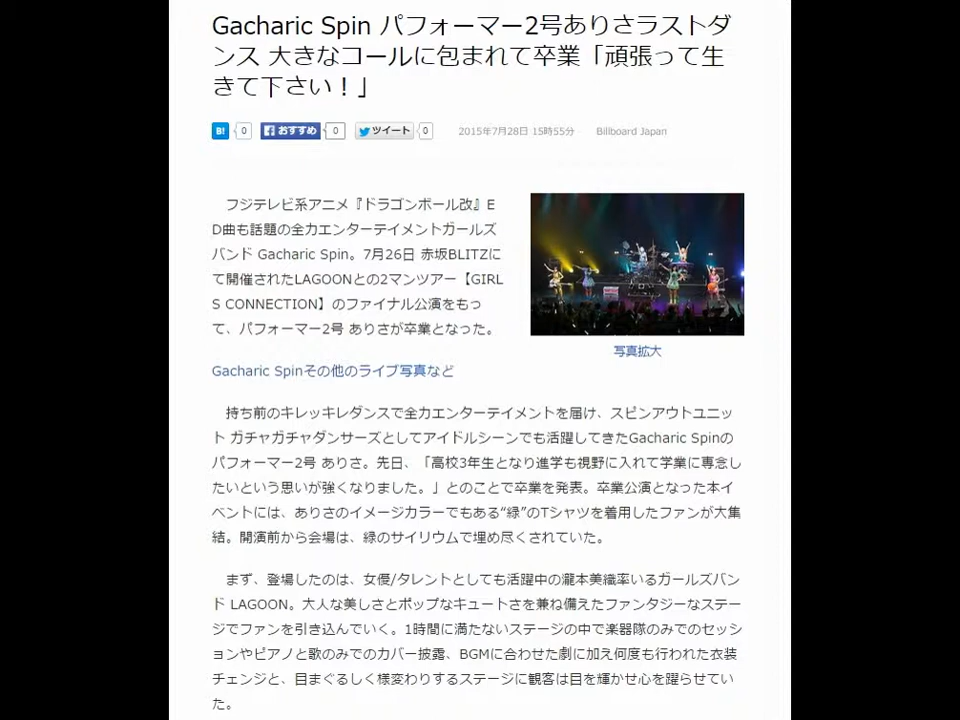 Gacharic Spin パフォーマー2号ありさラストダ
ンス 大きなコールに包まれて卒業「頑張って生
きて下さい！」
B! 0 おすすめ 0 ツイート 0 2015年7月28日 15時55分 Billboard Japan
フジテレビ系アニメ『ドラゴンボール改』E
D曲も話題の全力エンターテイメントガールズ
バンド Gacharic Spin。7月26日 赤坂BLITZに
て開催されたLAGOONとの2マンツアー【GIRL
S CONNECTION】のファイナル公演をもっ
て、パフォーマー2号 ありさが卒業となった。
写真拡大
Gacharic Spinその他のライブ写真など
持ち前のキレッキレダンスで全力エンターテイメントを届け、スピンアウトユニッ
ト ガチャガチャダンサーズとしてアイドルシーンでも活躍してきたGacharic Spinの
パフォーマー2号 ありさ。先日、「高校3年生となり進学も視野に入れて学業に専念し
たいという思いが強くなりました。」とのことで卒業を発表。卒業公演となった本イ
ベントには、ありさのイメージカラーでもある“緑”のTシャツを着用したファンが大集
結。開演前から会場は、緑のサイリウムで埋め尽くされていた。
まず、登場したのは、女優/タレントとしても活躍中の瀧本美織率いるガールズバン
ド LAGOON。大人な美しさとポップなキュートさを兼ね備えたファンタジーなステー
ジでファンを引き込んでいく。1時間に満たないステージの中で楽器隊のみでのセッシ
ョンやピアノと歌のみでのカバー披露、BGMに合わせた劇に加え何度も行われた衣装
チェンジと、目まぐるしく様変わりするステージに観客は目を輝かせ心を躍らせてい
た。